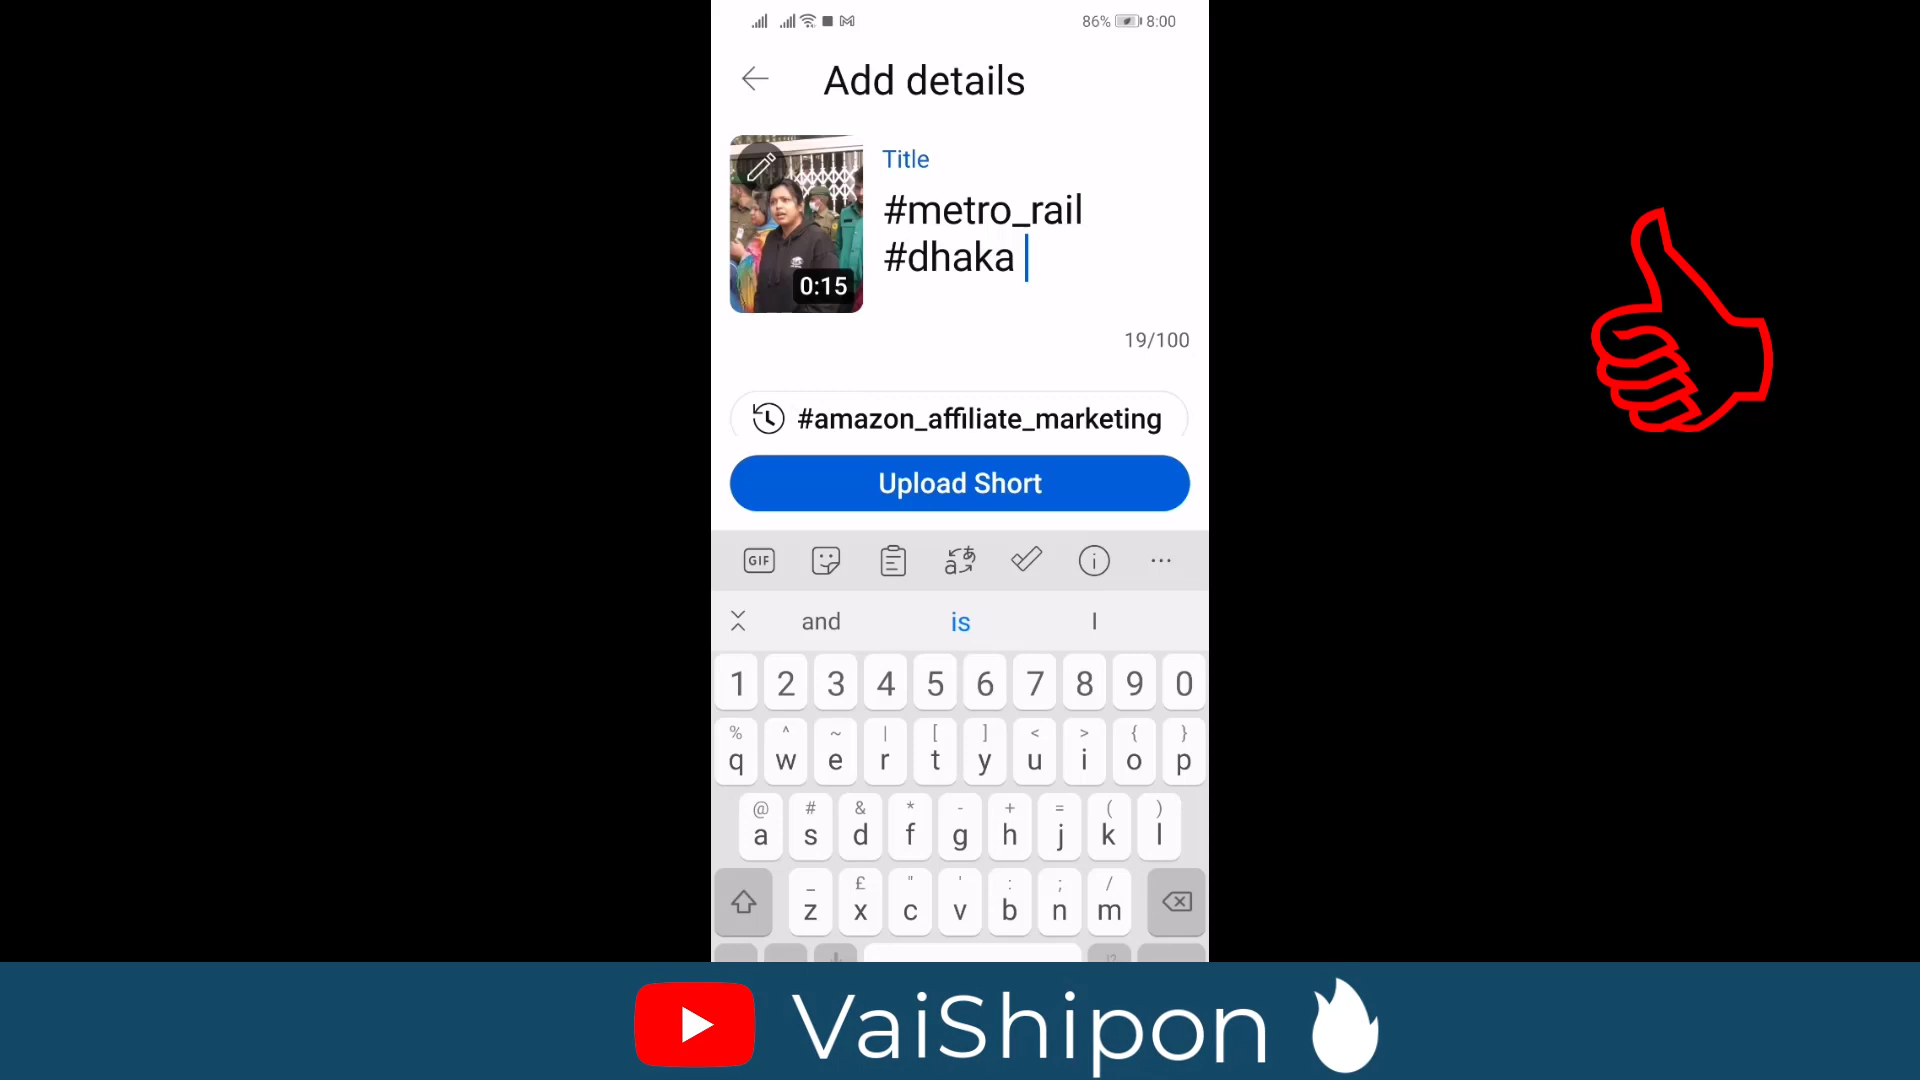 86% 8:00
Add details
Title
#metro_rail
#dhaka
0:15
19/100
#amazon_affiliate_marketing
Upload Short
GIF
and is I
1 2 3 4 5 6 7 8 9 0
% ^ ~ | [ ] < > { }
q w e r t y u i o p
@ # & * - + = ( )
a s d f g h j k l
_ £ " ' : ; /
z x c v b n m
VaiShipon